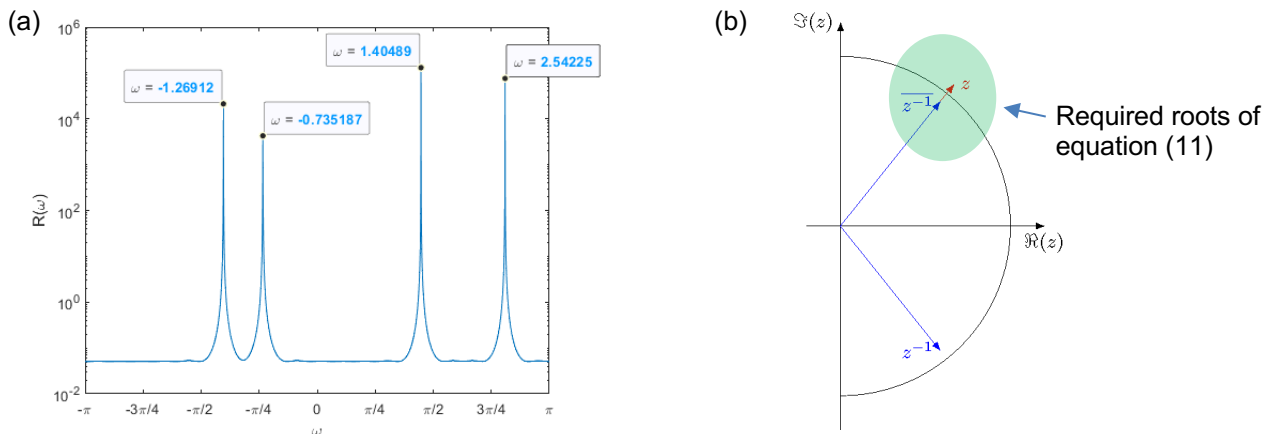 (a)
10^6
10^4
10^2
10^0
10^-2
R(ω)
ω = -1.26912
ω = -0.735187
ω = 1.40489
ω = 2.54225
-π
-3π/4
-π/2
-π/4
0
π/4
π/2
3π/4
π
ω
(b)
ℑ(z)
z
\overline{z^{-1}}
ℜ(z)
z^{-1}
Required roots of
equation (11)